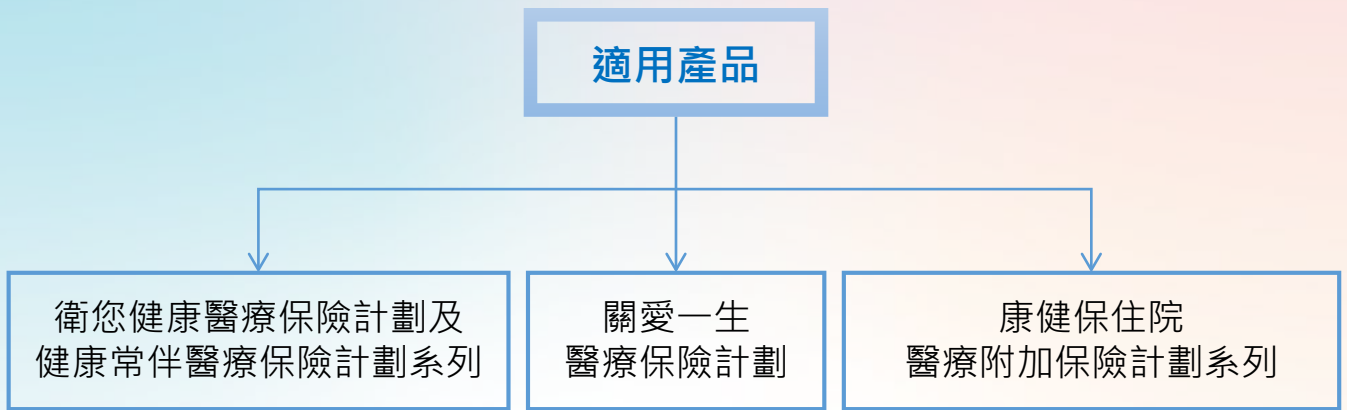 適用產品
衛您健康醫療保險計劃及
健康常伴醫療保險計劃系列
關愛一生
醫療保險計劃
康健保住院
醫療附加保險計劃系列